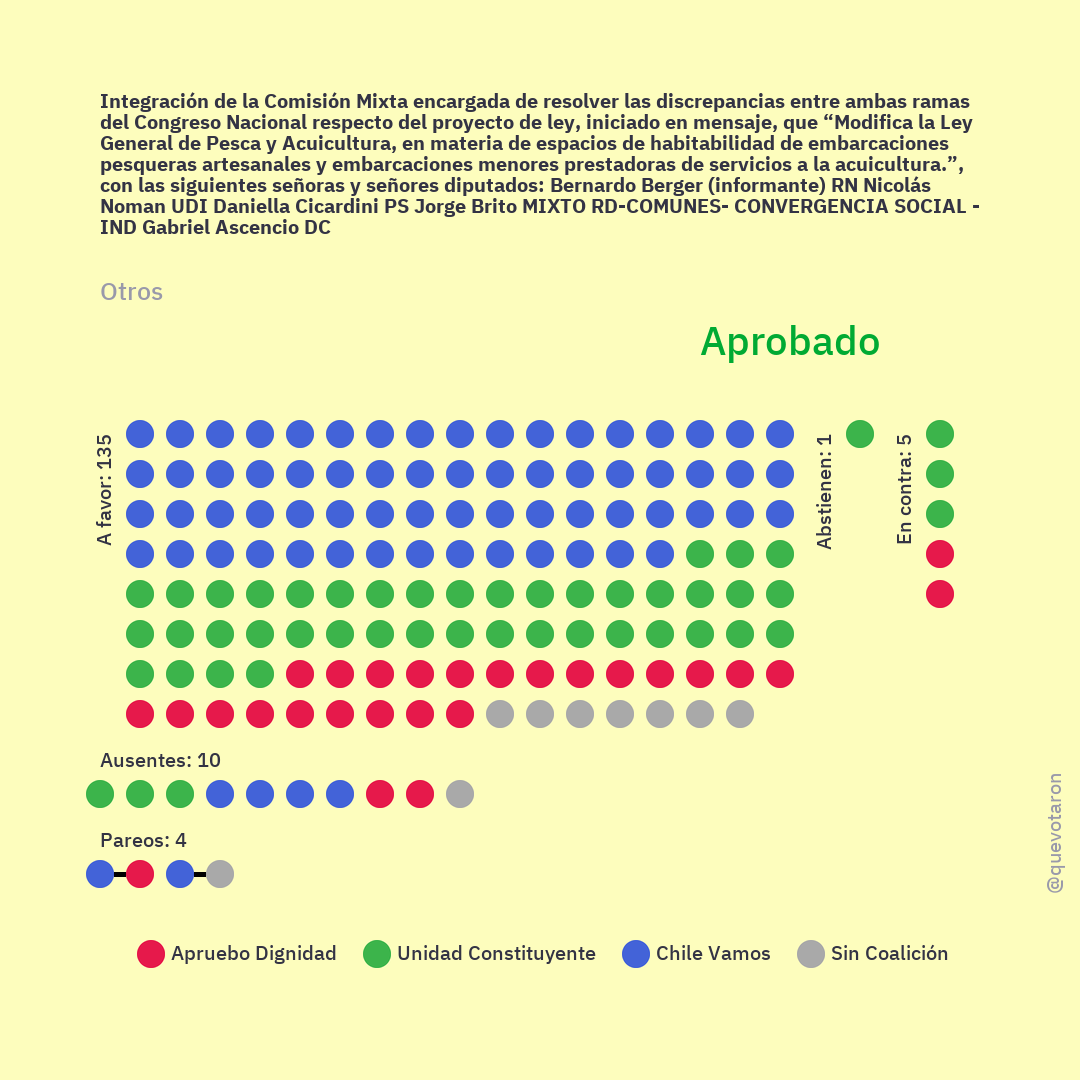 Integración de la Comisión Mixta encargada de resolver las discrepancias entre ambas ramas
del Congreso Nacional respecto del proyecto de ley, iniciado en mensaje, que “Modifica la Ley
General de Pesca y Acuicultura, en materia de espacios de habitabilidad de embarcaciones
pesqueras artesanales y embarcaciones menores prestadoras de servicios a la acuicultura.”,
con las siguientes señoras y señores diputados: Bernardo Berger (informante) RN Nicolás
Noman UDI Daniella Cicardini PS Jorge Brito MIXTO RD-COMUNES- CONVERGENCIA SOCIAL -
IND Gabriel Ascencio DC
Otros
Aprobado
A favor: 135
Abstienen: 1
En contra: 5
Ausentes: 10
Pareos: 4
@quevotaron
Apruebo Dignidad
Unidad Constituyente
Chile Vamos
Sin Coalición